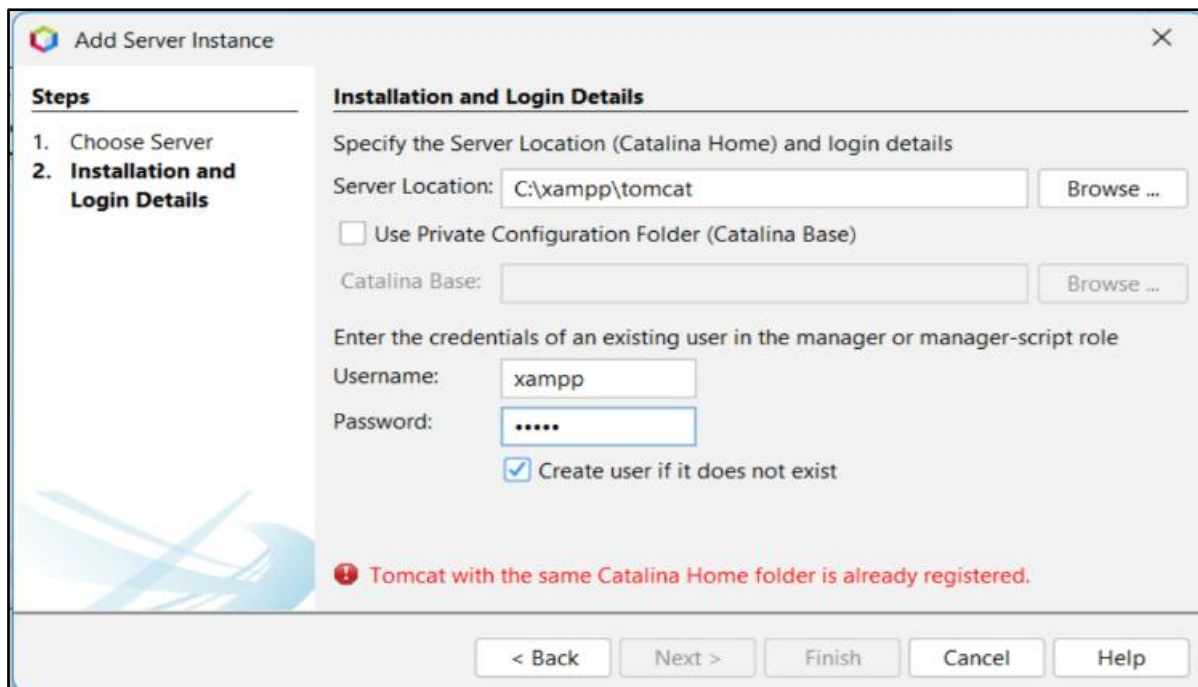 Add Server Instance
Steps
1. Choose Server
2. Installation and
Login Details
Installation and Login Details
Specify the Server Location (Catalina Home) and login details
Server Location: C:\xampp\tomcat Browse ...
Use Private Configuration Folder (Catalina Base)
Catalina Base: Browse ...
Enter the credentials of an existing user in the manager or manager-script role
Username: xampp
Password: •••••
Create user if it does not exist
Tomcat with the same Catalina Home folder is already registered.
< Back Next > Finish Cancel Help